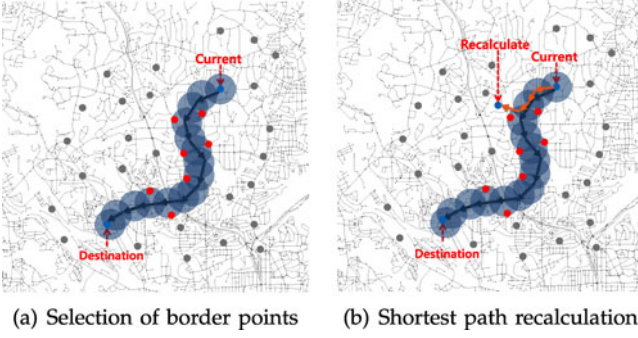 Current
Destination
(a) Selection of border points
Recalculate
Current
Destination
(b) Shortest path recalculation